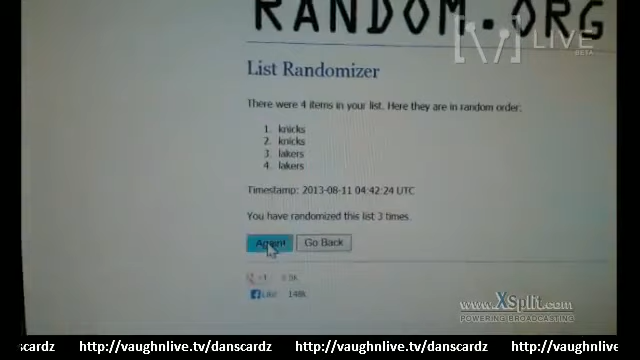 RANDOM.ORG
[V] LIVE
BETA
List Randomizer
There were 4 items in your list. Here they are in random order:
1. knicks
2. knicks
3. lakers
4. lakers
Timestamp: 2013-08-11 04:42:24 UTC
You have randomized this list 3 times.
Again! Go Back
+1
Like 148k
www.XSplit.com
POWERING BROADCASTING
scardz http://vaughnlive.tv/danscardz http://vaughnlive.tv/danscardz http://